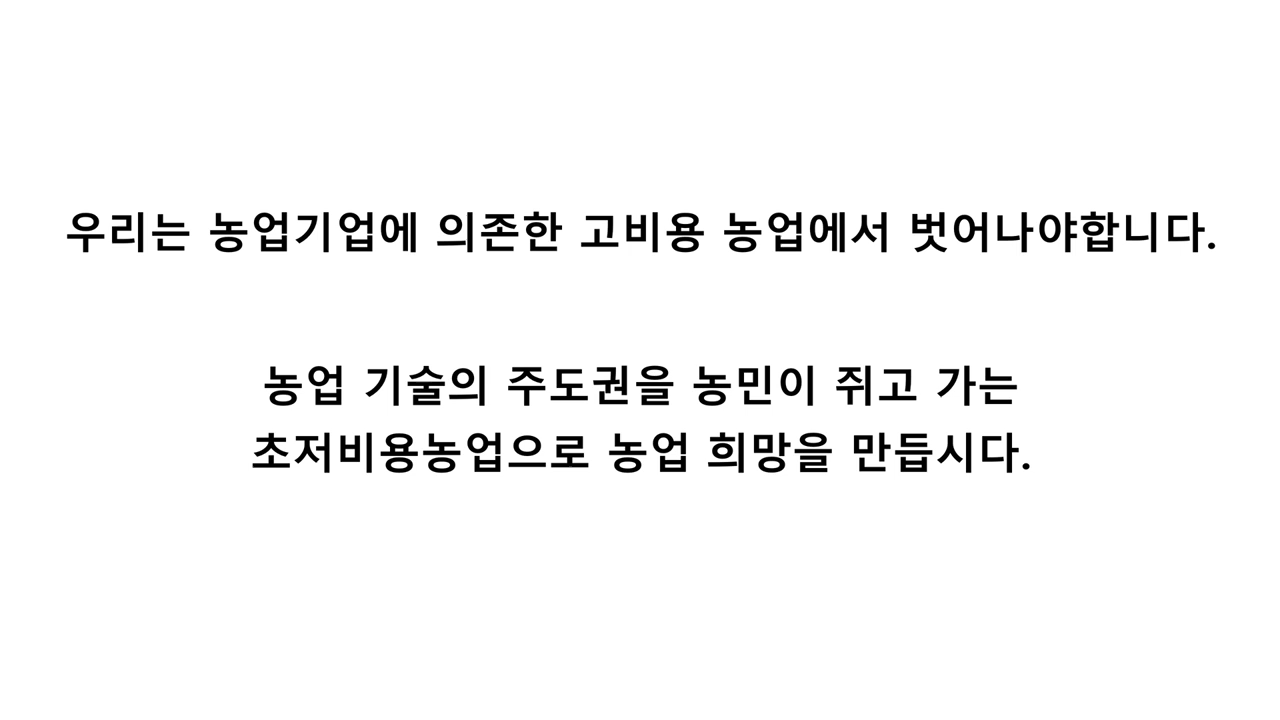 우리는 농업기업에 의존한 고비용 농업에서 벗어나야합니다.
농업 기술의 주도권을 농민이 쥐고 가는
초저비용농업으로 농업 희망을 만듭시다.